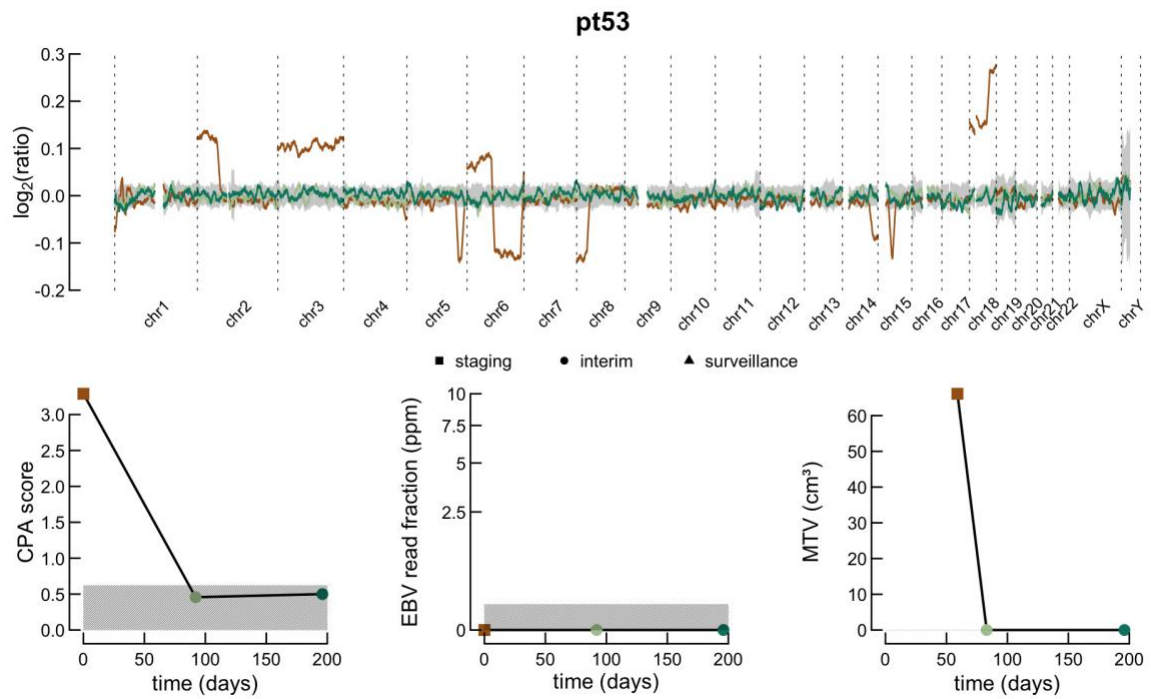 pt53
log2(ratio)
0.3
0.2
0.1
0.0
-0.1
-0.2
chr1 chr2 chr3 chr4 chr5 chr6 chr7 chr8 chr9 chr10 chr11 chr12 chr13 chr14 chr15 chr16 chr17 chr18 chr19 chr20 chr21 chr22 chrX chrY
staging interim surveillance
CPA score
3.0
2.5
2.0
1.5
1.0
0.5
0.0
0 50 100 150 200
time (days)
EBV read fraction (ppm)
10
7.5
5
2.5
0
0 50 100 150 200
time (days)
MTV (cm³)
60
50
40
30
20
10
0
0 50 100 150 200
time (days)